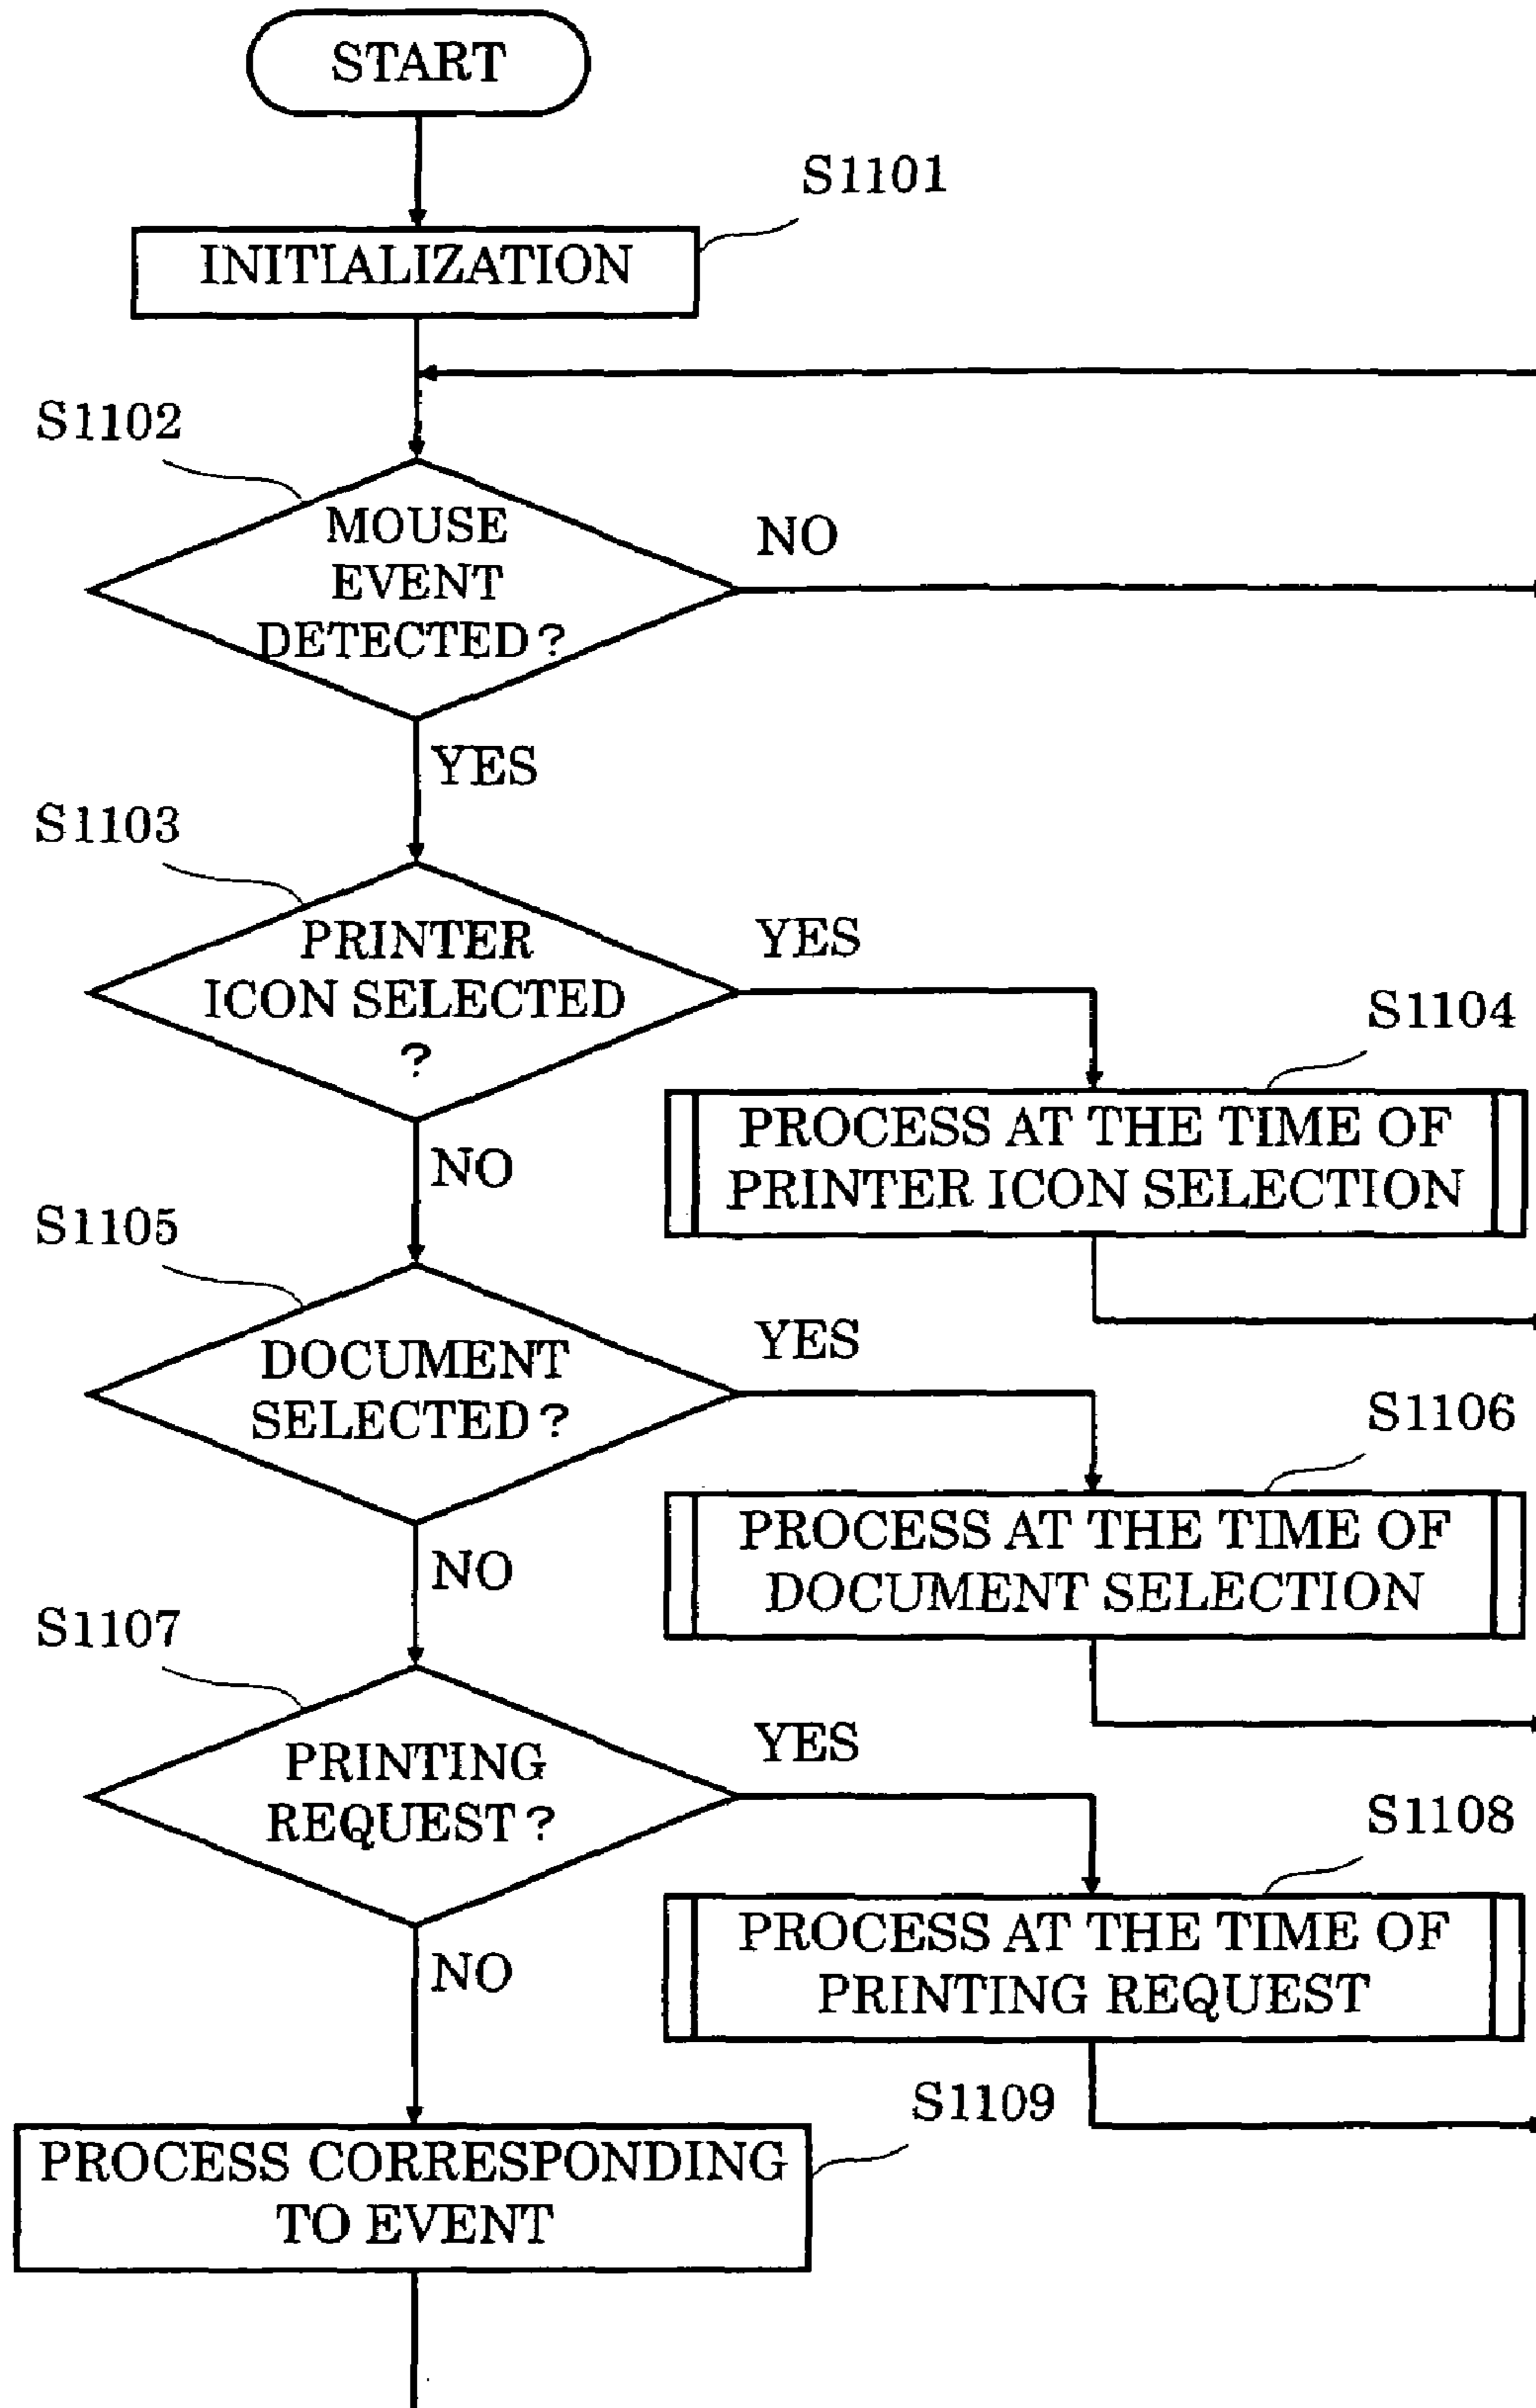 START
S1101
INITIALIZATION
S1102
MOUSE
EVENT
DETECTED?
NO
YES
S1103
PRINTER
ICON SELECTED
?
YES
NO
S1104
PROCESS AT THE TIME OF
PRINTER ICON SELECTION
S1105
DOCUMENT
SELECTED?
YES
NO
S1106
PROCESS AT THE TIME OF
DOCUMENT SELECTION
S1107
PRINTING
REQUEST?
YES
NO
S1108
PROCESS AT THE TIME OF
PRINTING REQUEST
S1109
PROCESS CORRESPONDING
TO EVENT